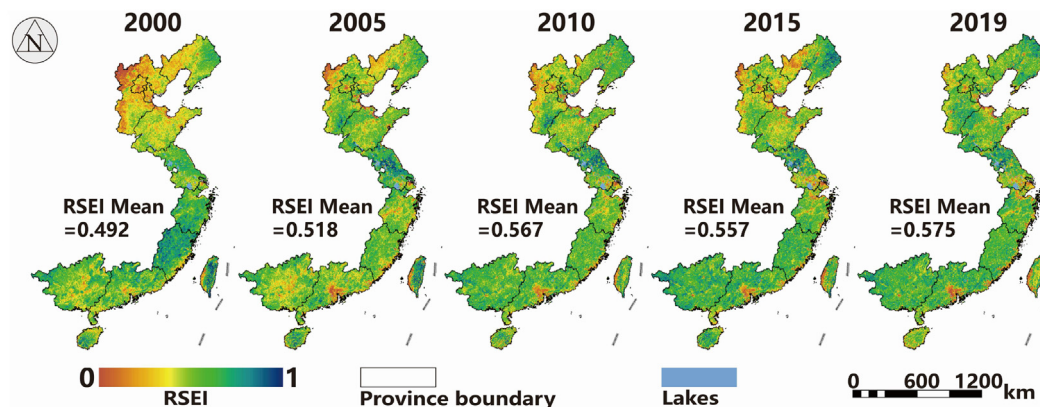 2000 2005 2010 2015 2019
N
RSEI Mean
=0.492
RSEI Mean
=0.518
RSEI Mean
=0.567
RSEI Mean
=0.557
RSEI Mean
=0.575
0 1
RSEI
Province boundary
Lakes
0 600 1200 km